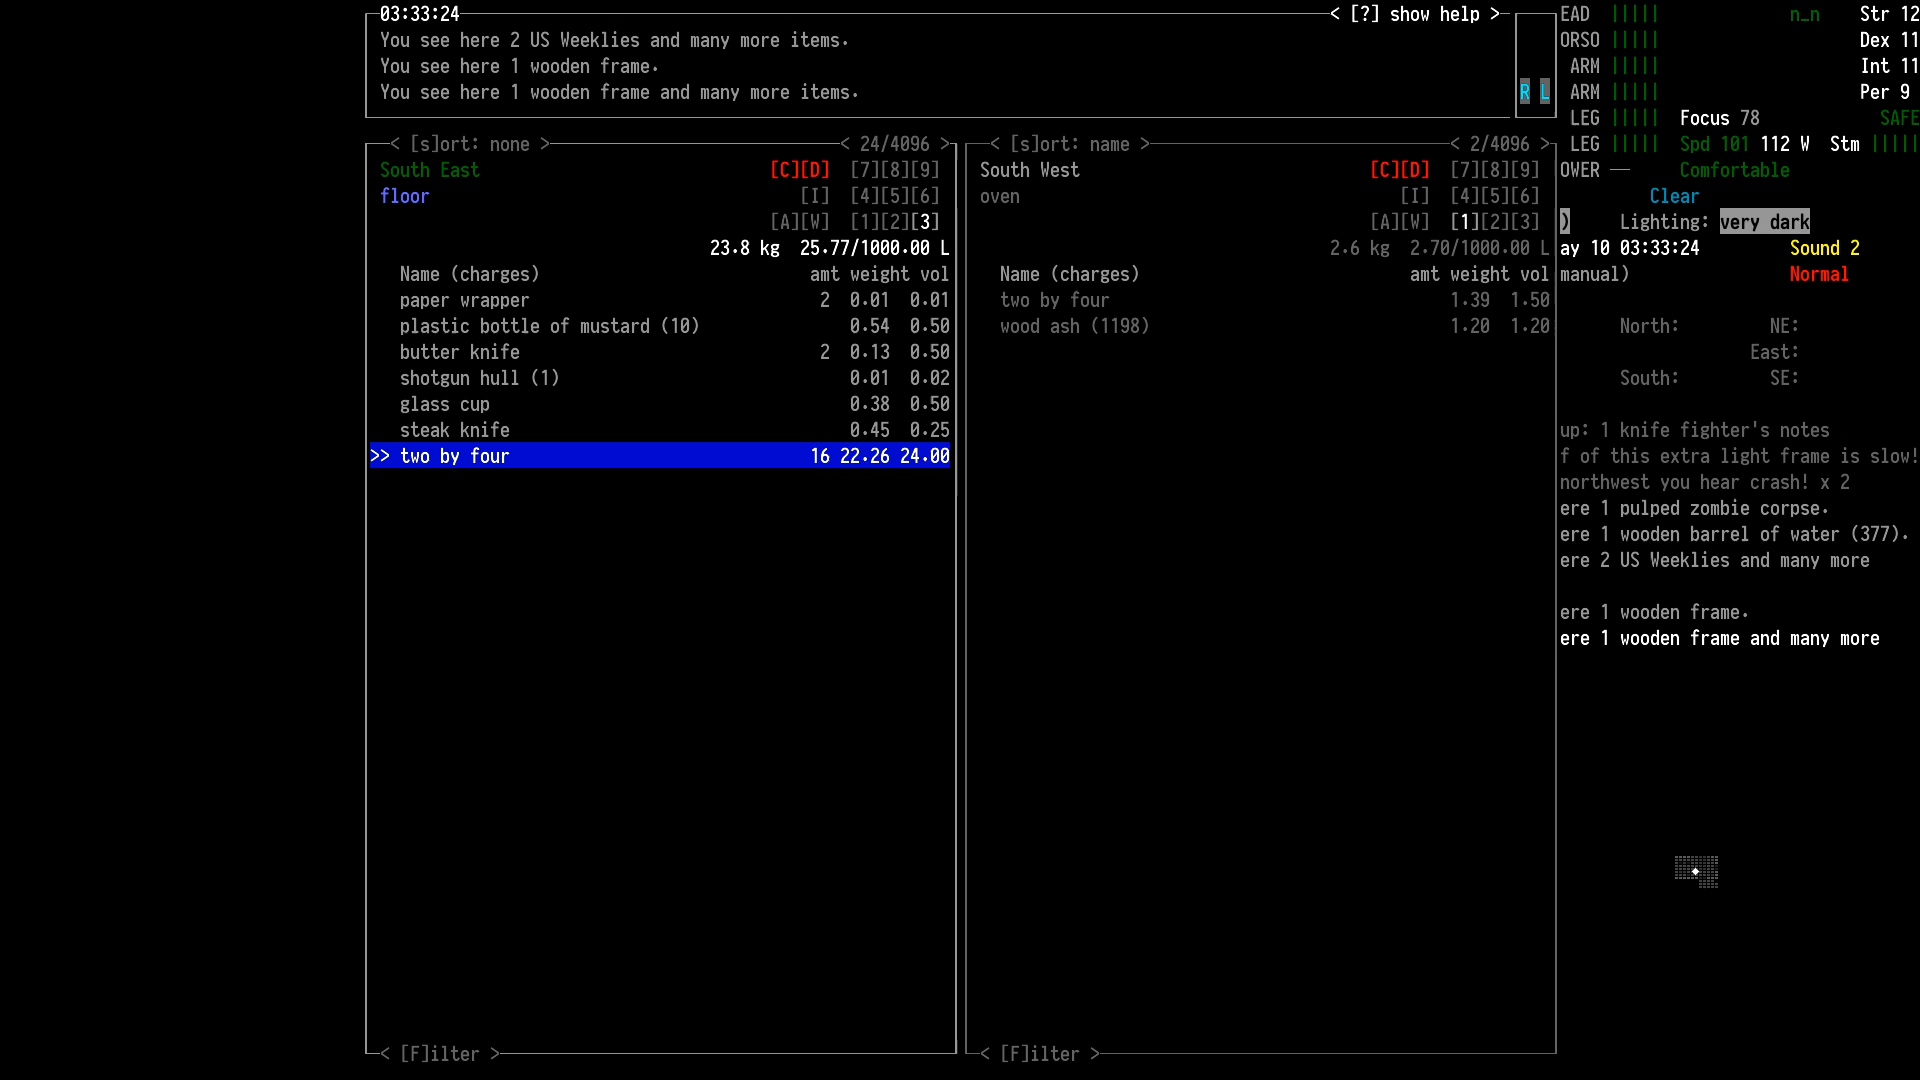 03:33:24 < [?] show help >
You see here 2 US Weeklies and many more items.
You see here 1 wooden frame.
You see here 1 wooden frame and many more items.
R L
< [s]ort: none > < 24/4096 >
South East [C][D] [7][8][9]
floor [I] [4][5][6]
[A][W] [1][2][3]
23.8 kg 25.77/1000.00 L
Name (charges) amt weight vol
paper wrapper 2 0.01 0.01
plastic bottle of mustard (10) 0.54 0.50
butter knife 2 0.13 0.50
shotgun hull (1) 0.01 0.02
glass cup 0.38 0.50
steak knife 0.45 0.25
>> two by four 16 22.26 24.00
< [F]ilter >
< [s]ort: name > < 2/4096 >
South West [C][D] [7][8][9]
oven [I] [4][5][6]
[A][W] [1][2][3]
2.6 kg 2.70/1000.00 L
Name (charges) amt weight vol
two by four 1.39 1.50
wood ash (1198) 1.20 1.20
< [F]ilter >
EAD ||||| n_n Str 12
ORSO ||||| Dex 11
ARM ||||| Int 11
ARM ||||| Per 9
LEG ||||| Focus 78 SAFE
LEG ||||| Spd 101 112 W Stm |||||
OWER — Comfortable
Clear
) Lighting: very dark
ay 10 03:33:24 Sound 2
manual) Normal
North: NE:
East:
South: SE:
up: 1 knife fighter's notes
f of this extra light frame is slow!
northwest you hear crash! x 2
ere 1 pulped zombie corpse.
ere 1 wooden barrel of water (377).
ere 2 US Weeklies and many more
ere 1 wooden frame.
ere 1 wooden frame and many more